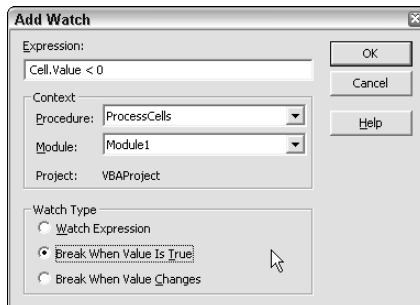 Add Watch
Expression:
Cell.Value < 0
OK
Cancel
Help
Context
Procedure: ProcessCells
Module: Module1
Project: VBAProject
Watch Type
Watch Expression
Break When Value Is True
Break When Value Changes